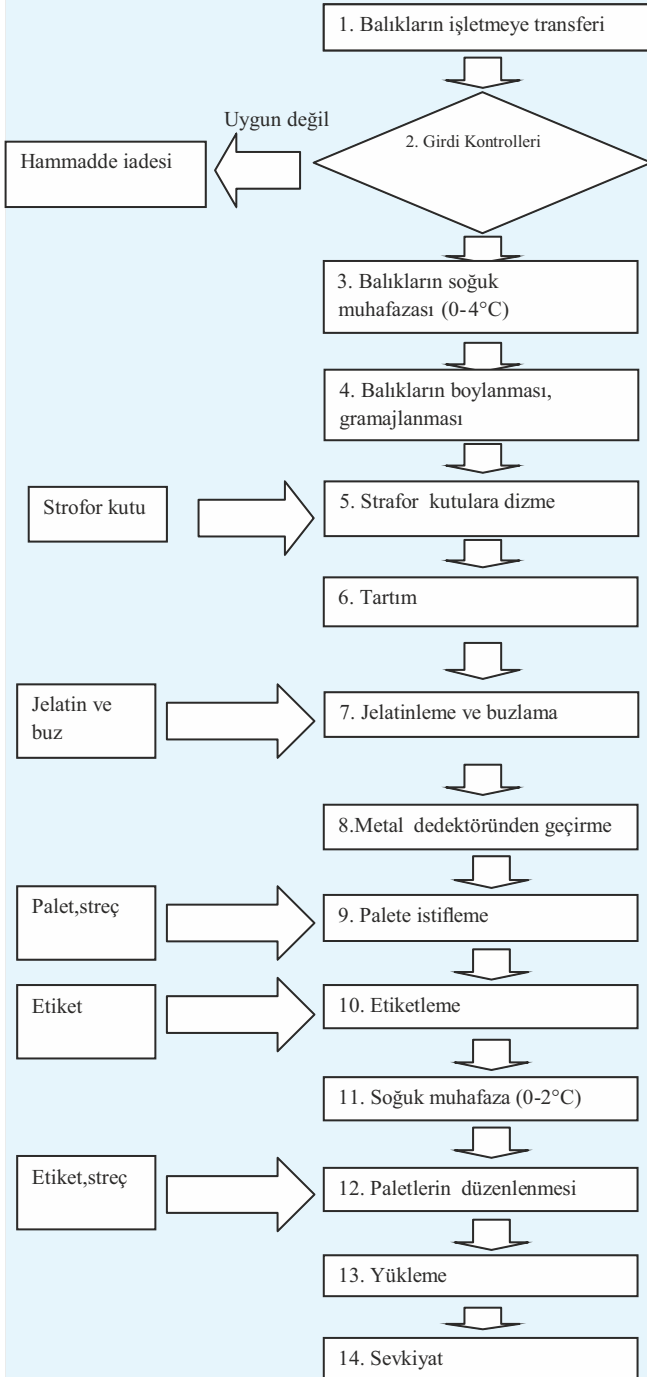 1. Balıkların işletmeye transferi
Uygun değil
2. Girdi Kontrolleri
Hammadde iadesi
3. Balıkların soğuk
muhafazası (0-4°C)
4. Balıkların boylanması,
gramajlanması
Strofor kutu
5. Strafor kutulara dizme
6. Tartım
Jelatin ve
buz
7. Jelatinleme ve buzlama
8.Metal dedektöründen geçirme
Palet,streç
9. Palete istifleme
Etiket
10. Etiketleme
11. Soğuk muhafaza (0-2°C)
Etiket,streç
12. Paletlerin düzenlenmesi
13. Yükleme
14. Sevkiyat